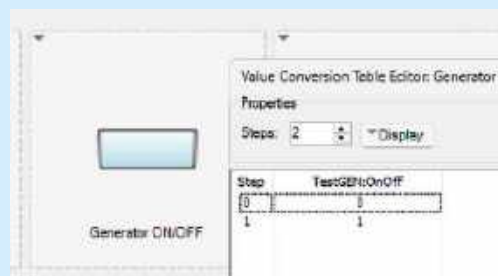 Value Conversion Table Editor: Generator
Properties
Steps: 2 Display
Step TestGEN:OnOff
0 0
1 1
Generator ON/OFF